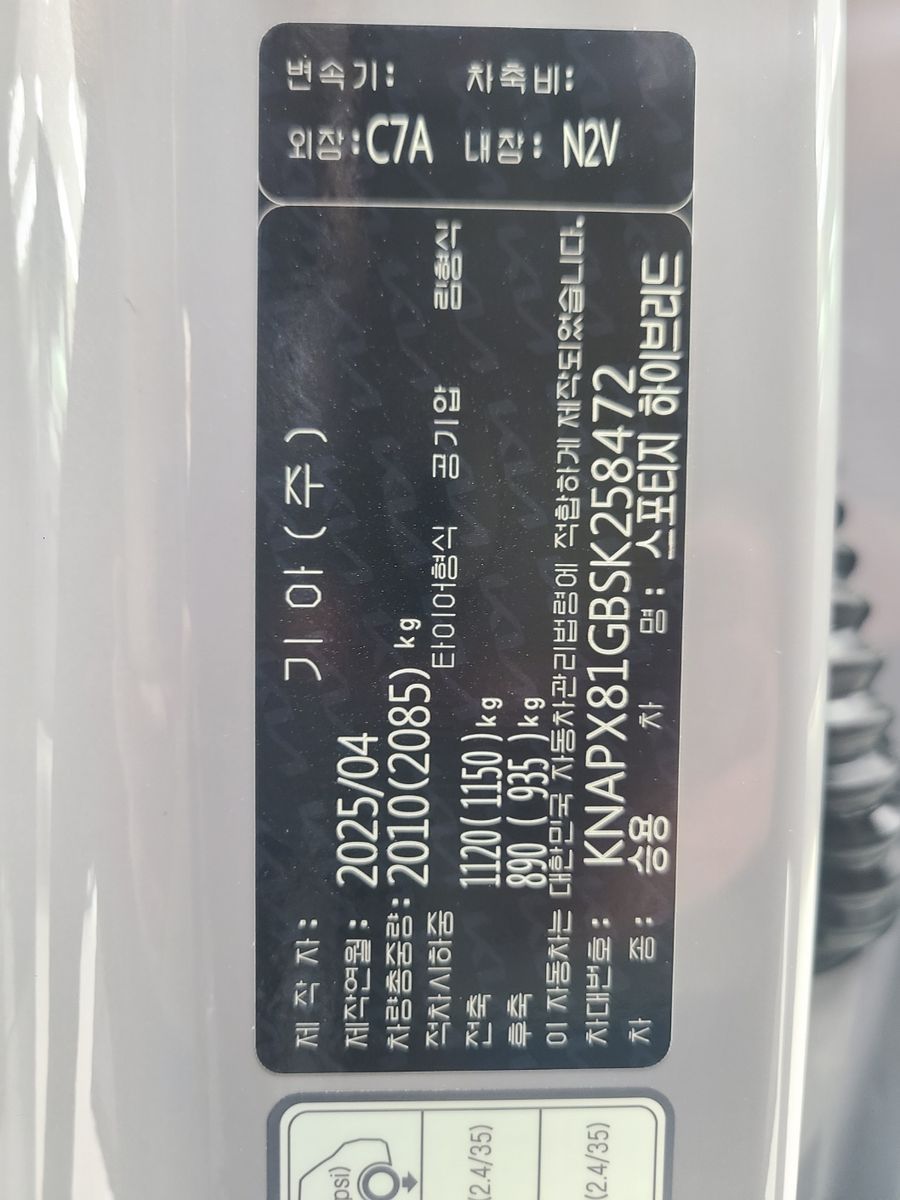 변속기: 차축비:
외장:C7A 내장: N2V
제 작 자: 기아(주)
제작연월: 2025/04
차량총중량: 2010(2085) kg
적차시하중 타이어형식 공기압 림형식
전축 1120(1150)kg
후축 890 ( 935 )kg
이 자동차는 대한민국 자동차관리법령에 적합하게 제작되었습니다.
차대번호: KNAPX81GBSK258472
차 종: 승용 차 명: 스포티지 하이브리드
psi)
(2.4/35)
(2.4/35)